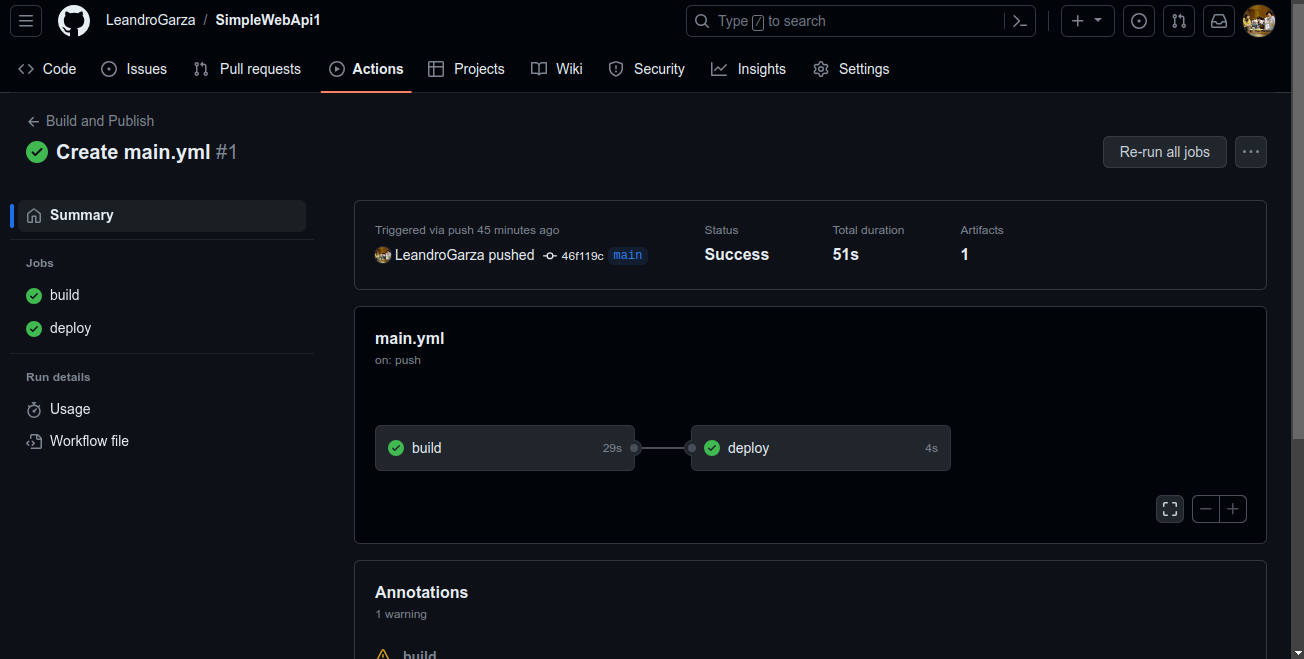 LeandroGarza / SimpleWebApi1
Type / to search
Code Issues Pull requests Actions Projects Wiki Security Insights Settings
Build and Publish
Create main.yml #1
Re-run all jobs
Summary
Jobs
build
deploy
Run details
Usage
Workflow file
Triggered via push 45 minutes ago
LeandroGarza pushed 46f119c main
Status
Success
Total duration
51s
Artifacts
1
main.yml
on: push
build 29s
deploy 4s
Annotations
1 warning
build